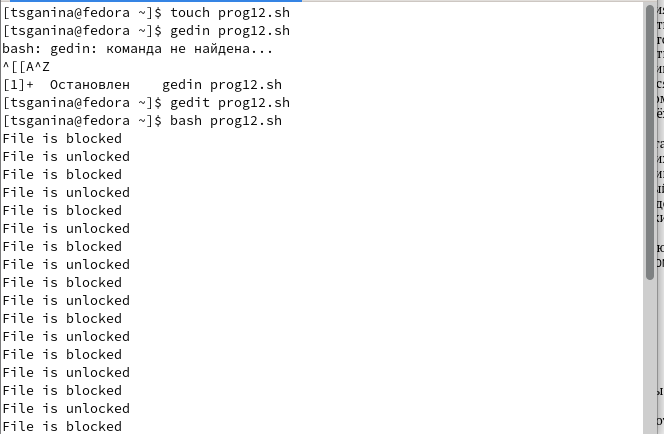 [tsganina@fedora ~]$ touch prog12.sh
[tsganina@fedora ~]$ gedin prog12.sh
bash: gedin: команда не найдена...
^[[A^Z
[1]+  Остановлен    gedin prog12.sh
[tsganina@fedora ~]$ gedit prog12.sh
[tsganina@fedora ~]$ bash prog12.sh
File is blocked
File is unlocked
File is blocked
File is unlocked
File is blocked
File is unlocked
File is blocked
File is unlocked
File is blocked
File is unlocked
File is blocked
File is unlocked
File is blocked
File is unlocked
File is blocked
File is unlocked
File is blocked